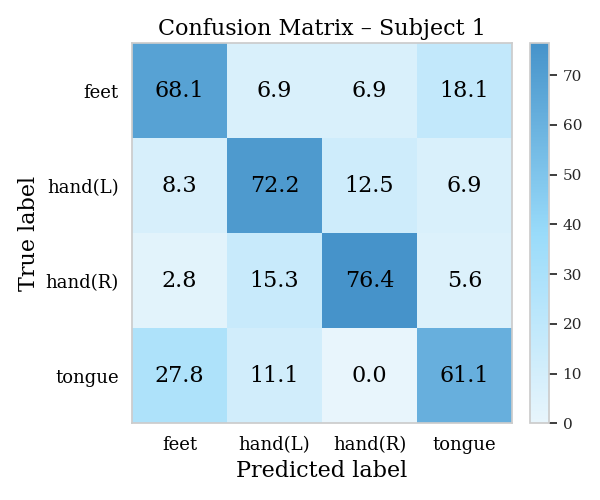 Confusion Matrix – Subject 1
feet 68.1 6.9 6.9 18.1
hand(L) 8.3 72.2 12.5 6.9
hand(R) 2.8 15.3 76.4 5.6
tongue 27.8 11.1 0.0 61.1
feet hand(L) hand(R) tongue
Predicted label
True label
70
60
50
40
30
20
10
0